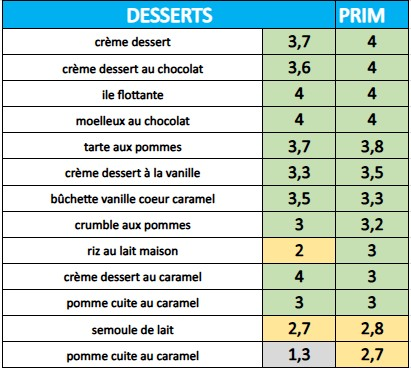 DESSERTS PRIM
crème dessert 3,7 4
crème dessert au chocolat 3,6 4
ile flottante 4 4
moelleux au chocolat 4 4
tarte aux pommes 3,7 3,8
crème dessert à la vanille 3,3 3,5
bûchette vanille coeur caramel 3,5 3,3
crumble aux pommes 3 3,2
riz au lait maison 2 3
crème dessert au caramel 4 3
pomme cuite au caramel 3 3
semoule de lait 2,7 2,8
pomme cuite au caramel 1,3 2,7